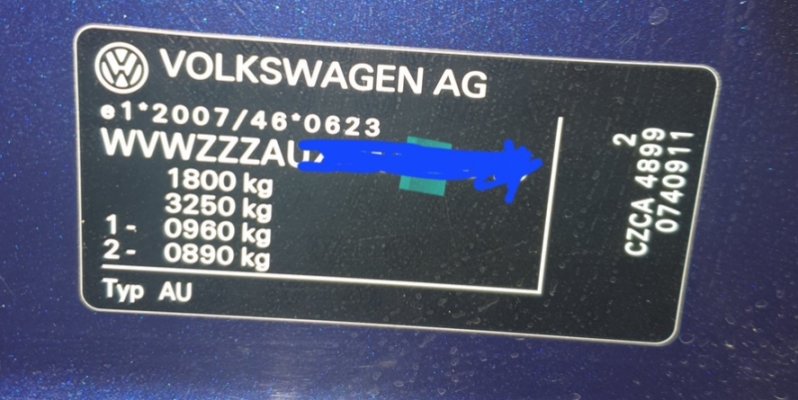 VOLKSWAGEN AG
e1*2007/46*0623
WVWZZZAU
1800 kg
3250 kg
1- 0960 kg
2- 0890 kg
Typ AU
2
CZCA 4899
0740911